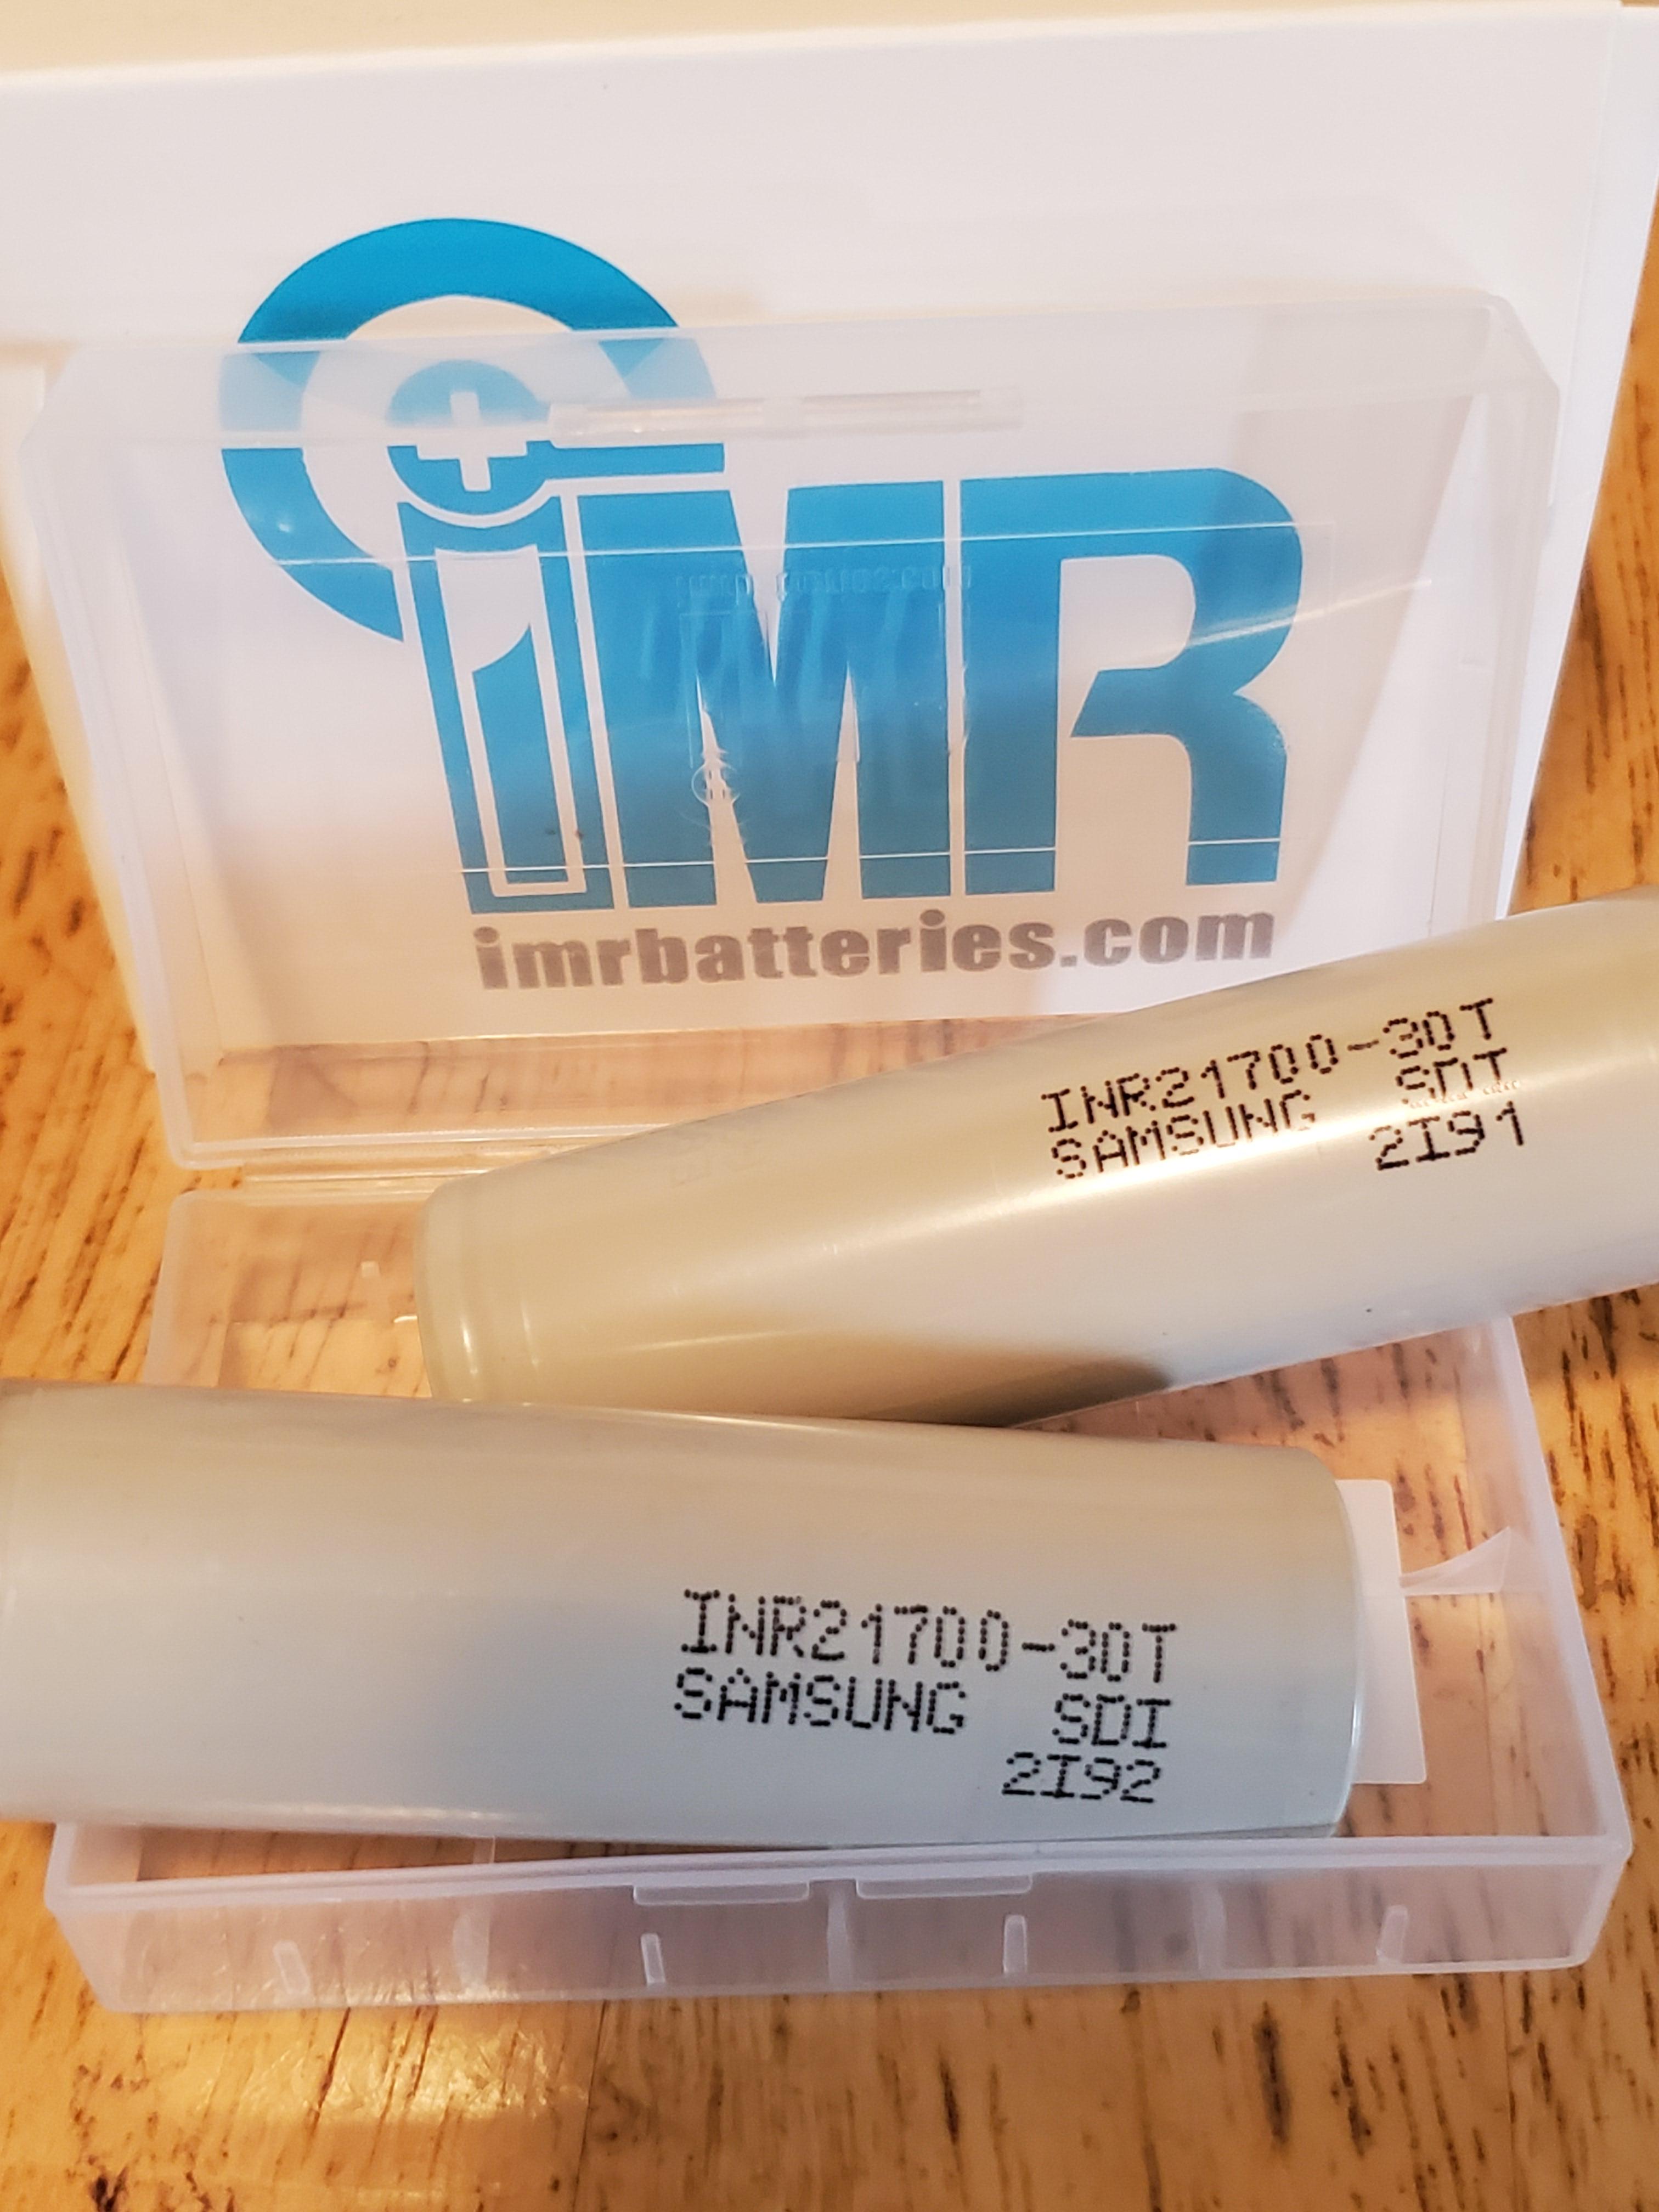 iMR
imrbatteries.com
INR21700-30T
SAMSUNG SDI
2I91
INR21700-30T
SAMSUNG SDI
2I92